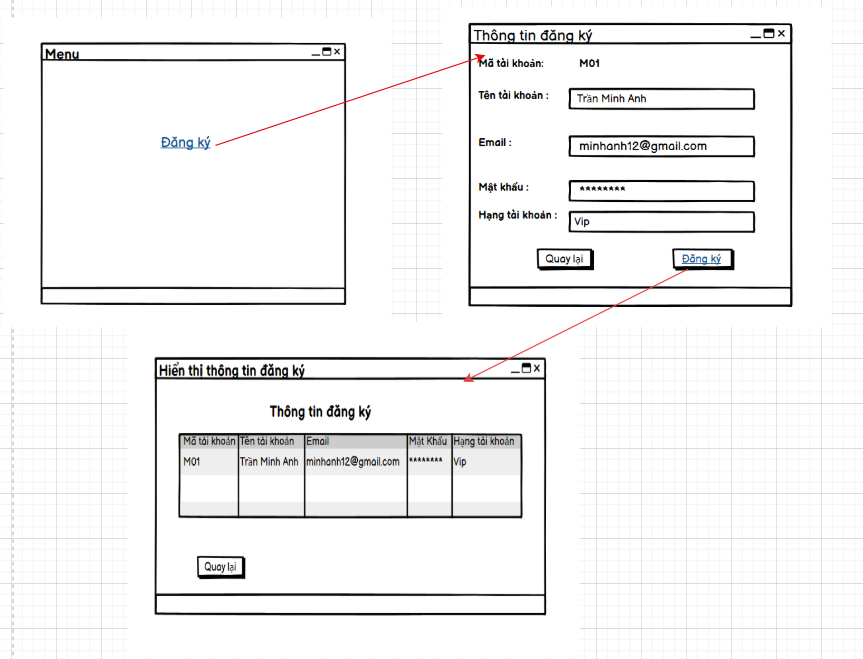 Menu
Đăng ký
Thông tin đăng ký
Mã tài khoản: M01
Tên tài khoản : Trần Minh Anh
Email : minhanh12@gmail.com
Mật khẩu : ********
Hạng tài khoản : Vip
Quay lại Đăng ký
Hiển thị thông tin đăng ký
Thông tin đăng ký
Mã tài khoản Tên tài khoản Email Mật Khẩu Hạng tài khoản
M01 Trần Minh Anh minhanh12@gmail.com ******** Vip
Quay lại